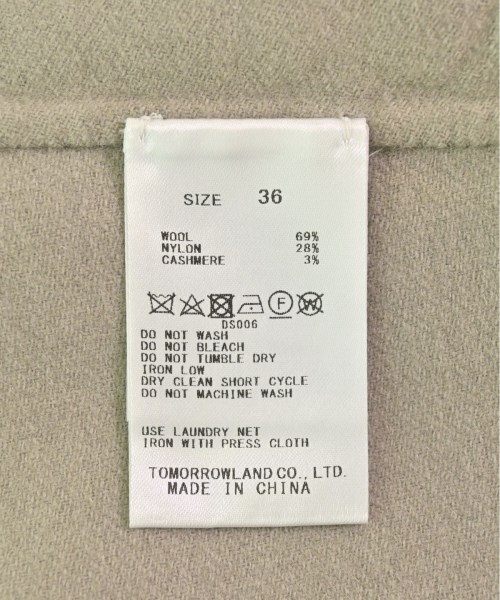 SIZE 36
WOOL 69%
NYLON 28%
CASHMERE 3%
F W
DS006
DO NOT WASH
DO NOT BLEACH
DO NOT TUMBLE DRY
IRON LOW
DRY CLEAN SHORT CYCLE
DO NOT MACHINE WASH
USE LAUNDRY NET
IRON WITH PRESS CLOTH
TOMORROWLAND CO., LTD.
MADE IN CHINA